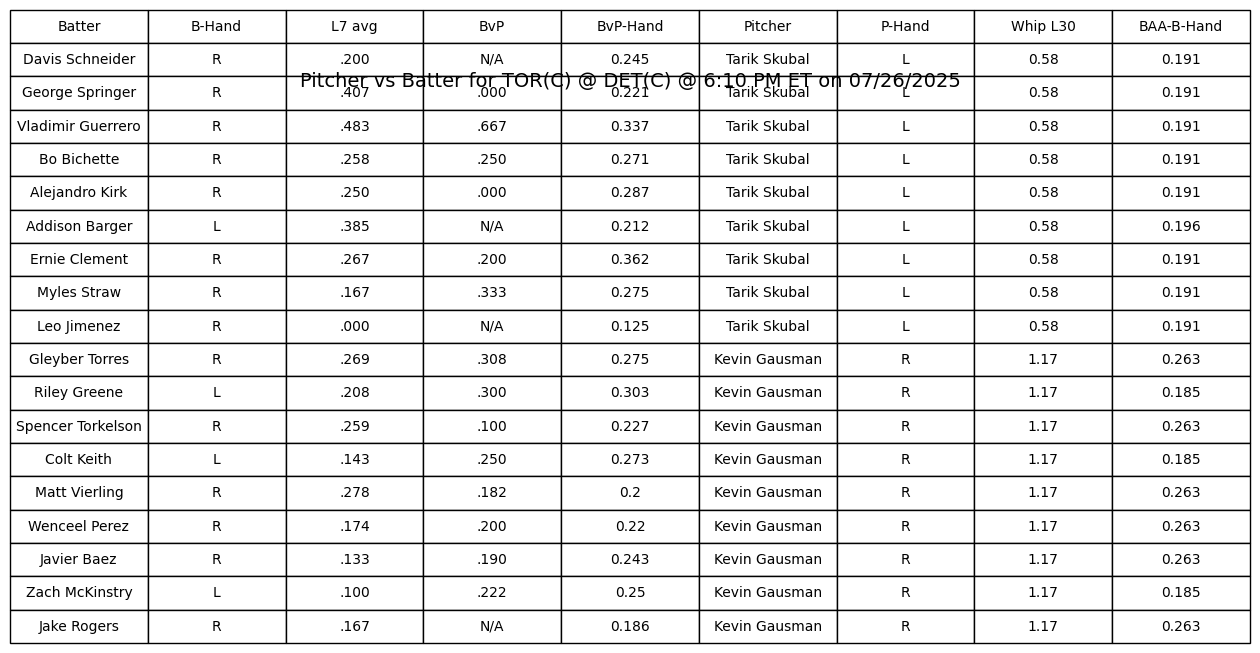 Batter B-Hand L7 avg BvP BvP-Hand Pitcher P-Hand Whip L30 BAA-B-Hand
Davis Schneider R .200 N/A 0.245 Tarik Skubal L 0.58 0.191
Pitcher vs Batter for TOR(C) @ DET(C) @ 6:10 PM ET on 07/26/2025
George Springer R .407 .000 0.221 Tarik Skubal L 0.58 0.191
Vladimir Guerrero R .483 .667 0.337 Tarik Skubal L 0.58 0.191
Bo Bichette R .258 .250 0.271 Tarik Skubal L 0.58 0.191
Alejandro Kirk R .250 .000 0.287 Tarik Skubal L 0.58 0.191
Addison Barger L .385 N/A 0.212 Tarik Skubal L 0.58 0.196
Ernie Clement R .267 .200 0.362 Tarik Skubal L 0.58 0.191
Myles Straw R .167 .333 0.275 Tarik Skubal L 0.58 0.191
Leo Jimenez R .000 N/A 0.125 Tarik Skubal L 0.58 0.191
Gleyber Torres R .269 .308 0.275 Kevin Gausman R 1.17 0.263
Riley Greene L .208 .300 0.303 Kevin Gausman R 1.17 0.185
Spencer Torkelson R .259 .100 0.227 Kevin Gausman R 1.17 0.263
Colt Keith L .143 .250 0.273 Kevin Gausman R 1.17 0.185
Matt Vierling R .278 .182 0.2 Kevin Gausman R 1.17 0.263
Wenceel Perez R .174 .200 0.22 Kevin Gausman R 1.17 0.263
Javier Baez R .133 .190 0.243 Kevin Gausman R 1.17 0.263
Zach McKinstry L .100 .222 0.25 Kevin Gausman R 1.17 0.185
Jake Rogers R .167 N/A 0.186 Kevin Gausman R 1.17 0.263